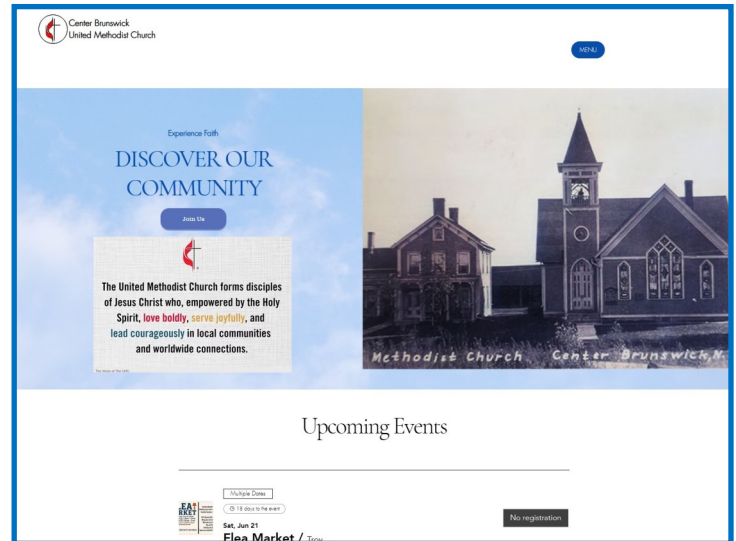 Center Brunswick
United Methodist Church
MENU
Experience Faith
DISCOVER OUR
COMMUNITY
Join Us
The United Methodist Church forms disciples
of Jesus Christ who, empowered by the Holy
Spirit, love boldly, serve joyfully, and
lead courageously in local communities
and worldwide connections.
Methodist Church Center Brunswick, N.
Upcoming Events
Multiple Dates
18 days to the event
Sat, Jun 21
Flea Market / Troy
No registration